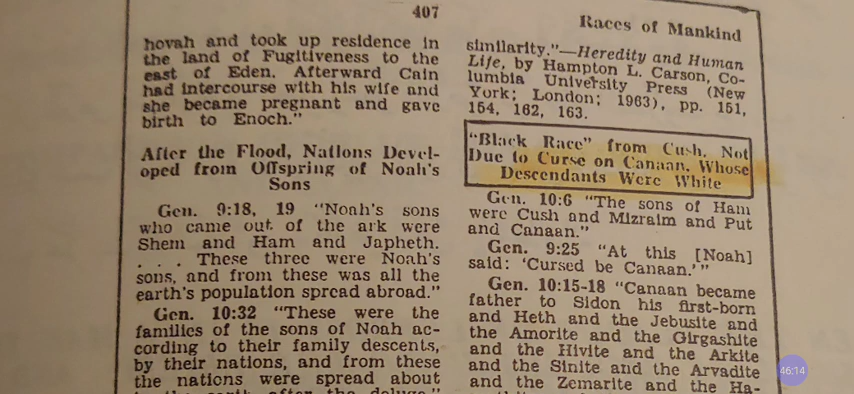 407
Races of Mankind
hovah and took up residence in
the land of Fugitiveness to the
east of Eden. Afterward Cain
had intercourse with his wife and
she became pregnant and gave
birth to Enoch."
After the Flood, Nations Devel-
oped from Offspring of Noah's
Sons
Gen. 9:18, 19 "Noah's sons
who came out of the ark were
Shem and Ham and Japheth.
. . . These three were Noah's
sons, and from these was all the
earth's population spread abroad."
Gen. 10:32 "These were the
families of the sons of Noah ac-
cording to their family descents,
by their nations, and from these
the nations were spread about
similarity."—Heredity and Human
Life, by Hampton L. Carson, Co-
lumbia University Press (New
York; London; 1963), pp. 151,
154, 162, 163.
"Black Race" from Cush, Not
Due to Curse on Canaan, Whose
Descendants Were White
Gen. 10:6 "The sons of Ham
were Cush and Mizraim and Put
and Canaan."
Gen. 9:25 "At this [Noah]
said: 'Cursed be Canaan.'"
Gen. 10:15-18 "Canaan became
father to Sidon his first-born
and Heth and the Jebusite and
the Amorite and the Girgashite
and the Hivite and the Arkite
and the Sinite and the Arvadite
and the Zemarite and the Ha-
46:14